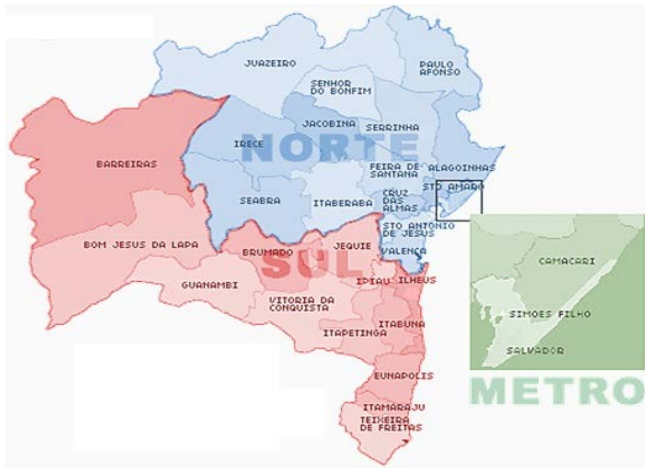 JUAZEIRO
PAULO
AFONSO
SENHOR
DO BONFIM
JACOBINA
SERRINHA
IRECE
NORTE
BARREIRAS
FEIRA DE
SANTANA
ALAGOINHAS
SEABRA
ITABERABA
CRUZ
DAS
ALMAS
STO AMARO
STO ANTONIO
DE JESUS
VALENÇA
BOM JESUS DA LAPA
BRUMADO
JEQUIE
SUL
GUANAMBI
IPIAU
ILHEUS
VITORIA DA
CONQUISTA
ITAPETINGA
ITABUNA
EUNAPOLIS
ITAMARAJU
TEIXEIRA
DE FREITAS
CAMACARI
SIMOES FILHO
SALVADOR
METRO